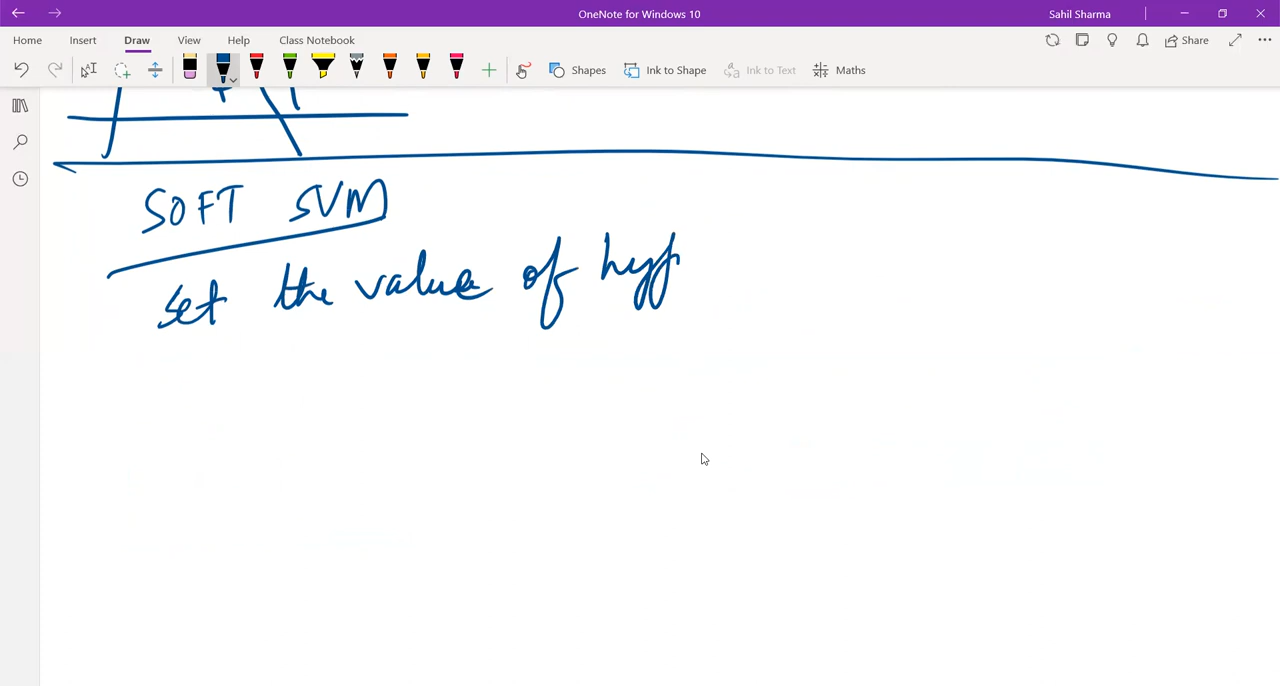 OneNote for Windows 10
Sahil Sharma
Home Insert Draw View Help Class Notebook
Share
Shapes Ink to Shape Ink to Text Maths
SOFT SVM
set the value of hyp